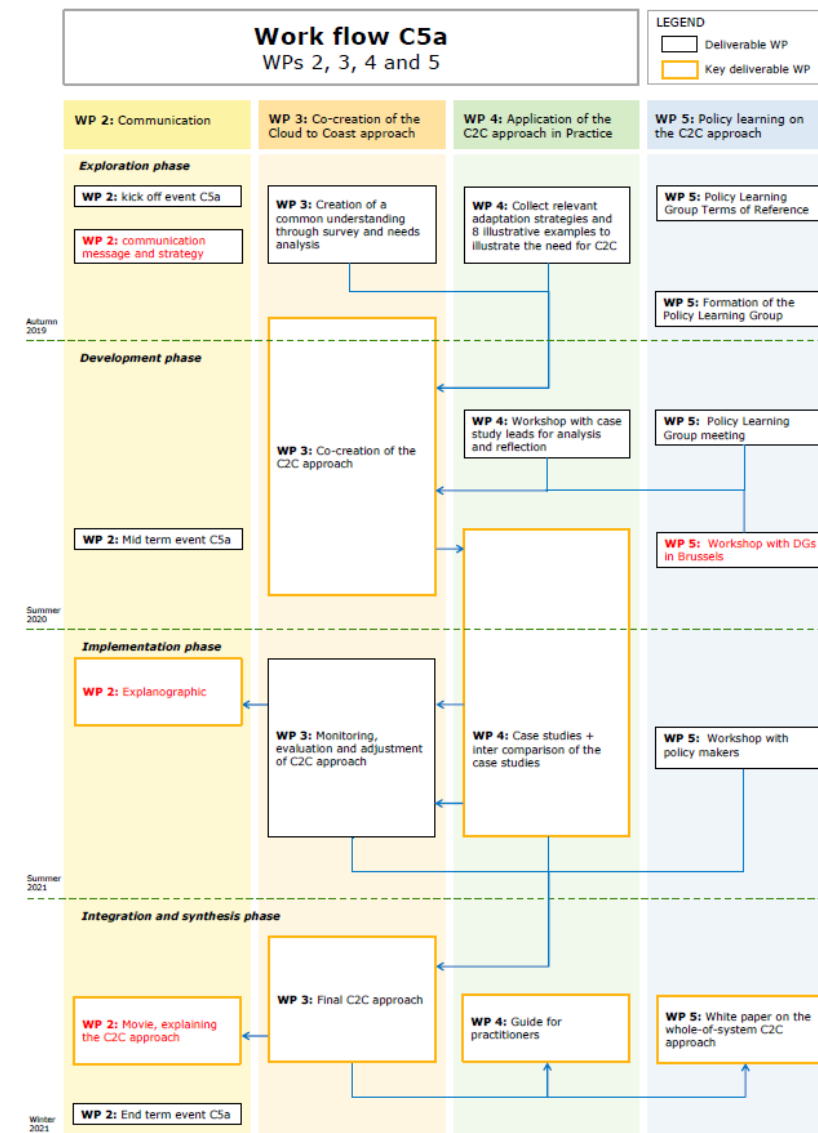 Work flow C5a
WPs 2, 3, 4 and 5
LEGEND
Deliverable WP
Key deliverable WP
WP 2: Communication
WP 3: Co-creation of the
Cloud to Coast approach
WP 4: Application of the
C2C approach in Practice
WP 5: Policy learning on
the C2C approach
Exploration phase
WP 2: kick off event C5a
WP 2: communication
message and strategy
WP 3: Creation of a
common understanding
through survey and needs
analysis
WP 4: Collect relevant
adaptation strategies and
8 illustrative examples to
illustrate the need for C2C
WP 5: Policy Learning
Group Terms of Reference
WP 5: Formation of the
Policy Learning Group
Autumn
2019
Development phase
WP 3: Co-creation of the
C2C approach
WP 4: Workshop with case
study leads for analysis
and reflection
WP 5: Policy Learning
Group meeting
WP 2: Mid term event C5a
WP 5: Workshop with DGs
in Brussels
Summer
2020
Implementation phase
WP 2: Explanographic
WP 3: Monitoring,
evaluation and adjustment
of C2C approach
WP 4: Case studies +
inter comparison of the
case studies
WP 5: Workshop with
policy makers
Summer
2021
Integration and synthesis phase
WP 2: Movie, explaining
the C2C approach
WP 3: Final C2C approach
WP 4: Guide for
practitioners
WP 5: White paper on the
whole-of-system C2C
approach
WP 2: End term event C5a
Winter
2021